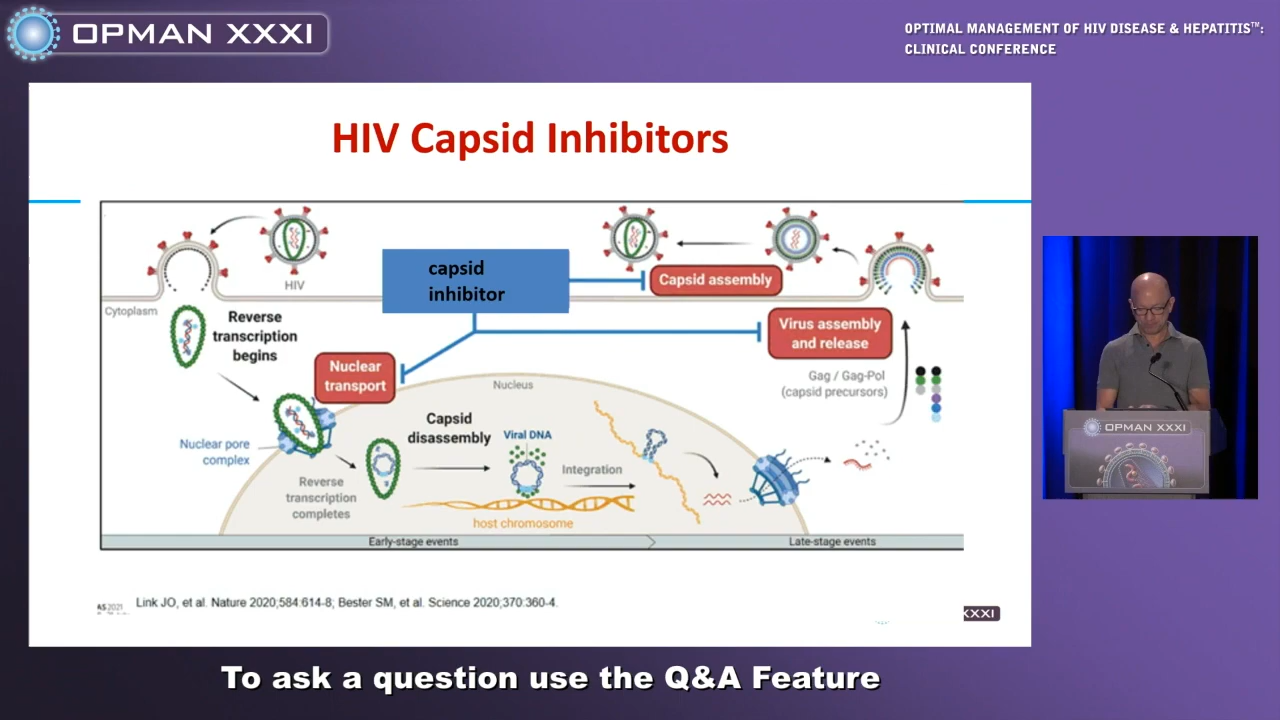 OPMAN XXXI
OPTIMAL MANAGEMENT OF HIV DISEASE & HEPATITIS™:
CLINICAL CONFERENCE
HIV Capsid Inhibitors
HIV
capsid
inhibitor
Capsid assembly
Cytoplasm
Reverse
transcription
begins
Virus assembly
and release
Nuclear
transport
Nucleus
Gag / Gag-Pol
(capsid precursors)
Capsid
disassembly
Viral DNA
Nuclear pore
complex
Integration
Reverse
transcription
completes
host chromosome
Early-stage events
Late-stage events
AS 2021
Link JO, et al. Nature 2020;584:614-8; Bester SM, et al. Science 2020;370:360-4.
XXXI
OPMAN XXXI
To ask a question use the Q&A Feature